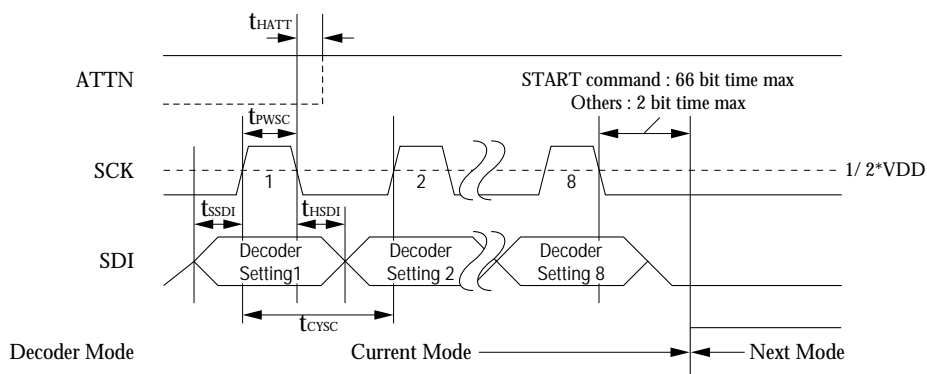 tHATT
ATTN
START command : 66 bit time max
Others : 2 bit time max
tPWSC
SCK
1
2
8
1/ 2*VDD
tSSDI
tHSDI
SDI
Decoder
Setting1
Decoder
Setting 2
Decoder
Setting 8
tCYSC
Decoder Mode
Current Mode
Next Mode